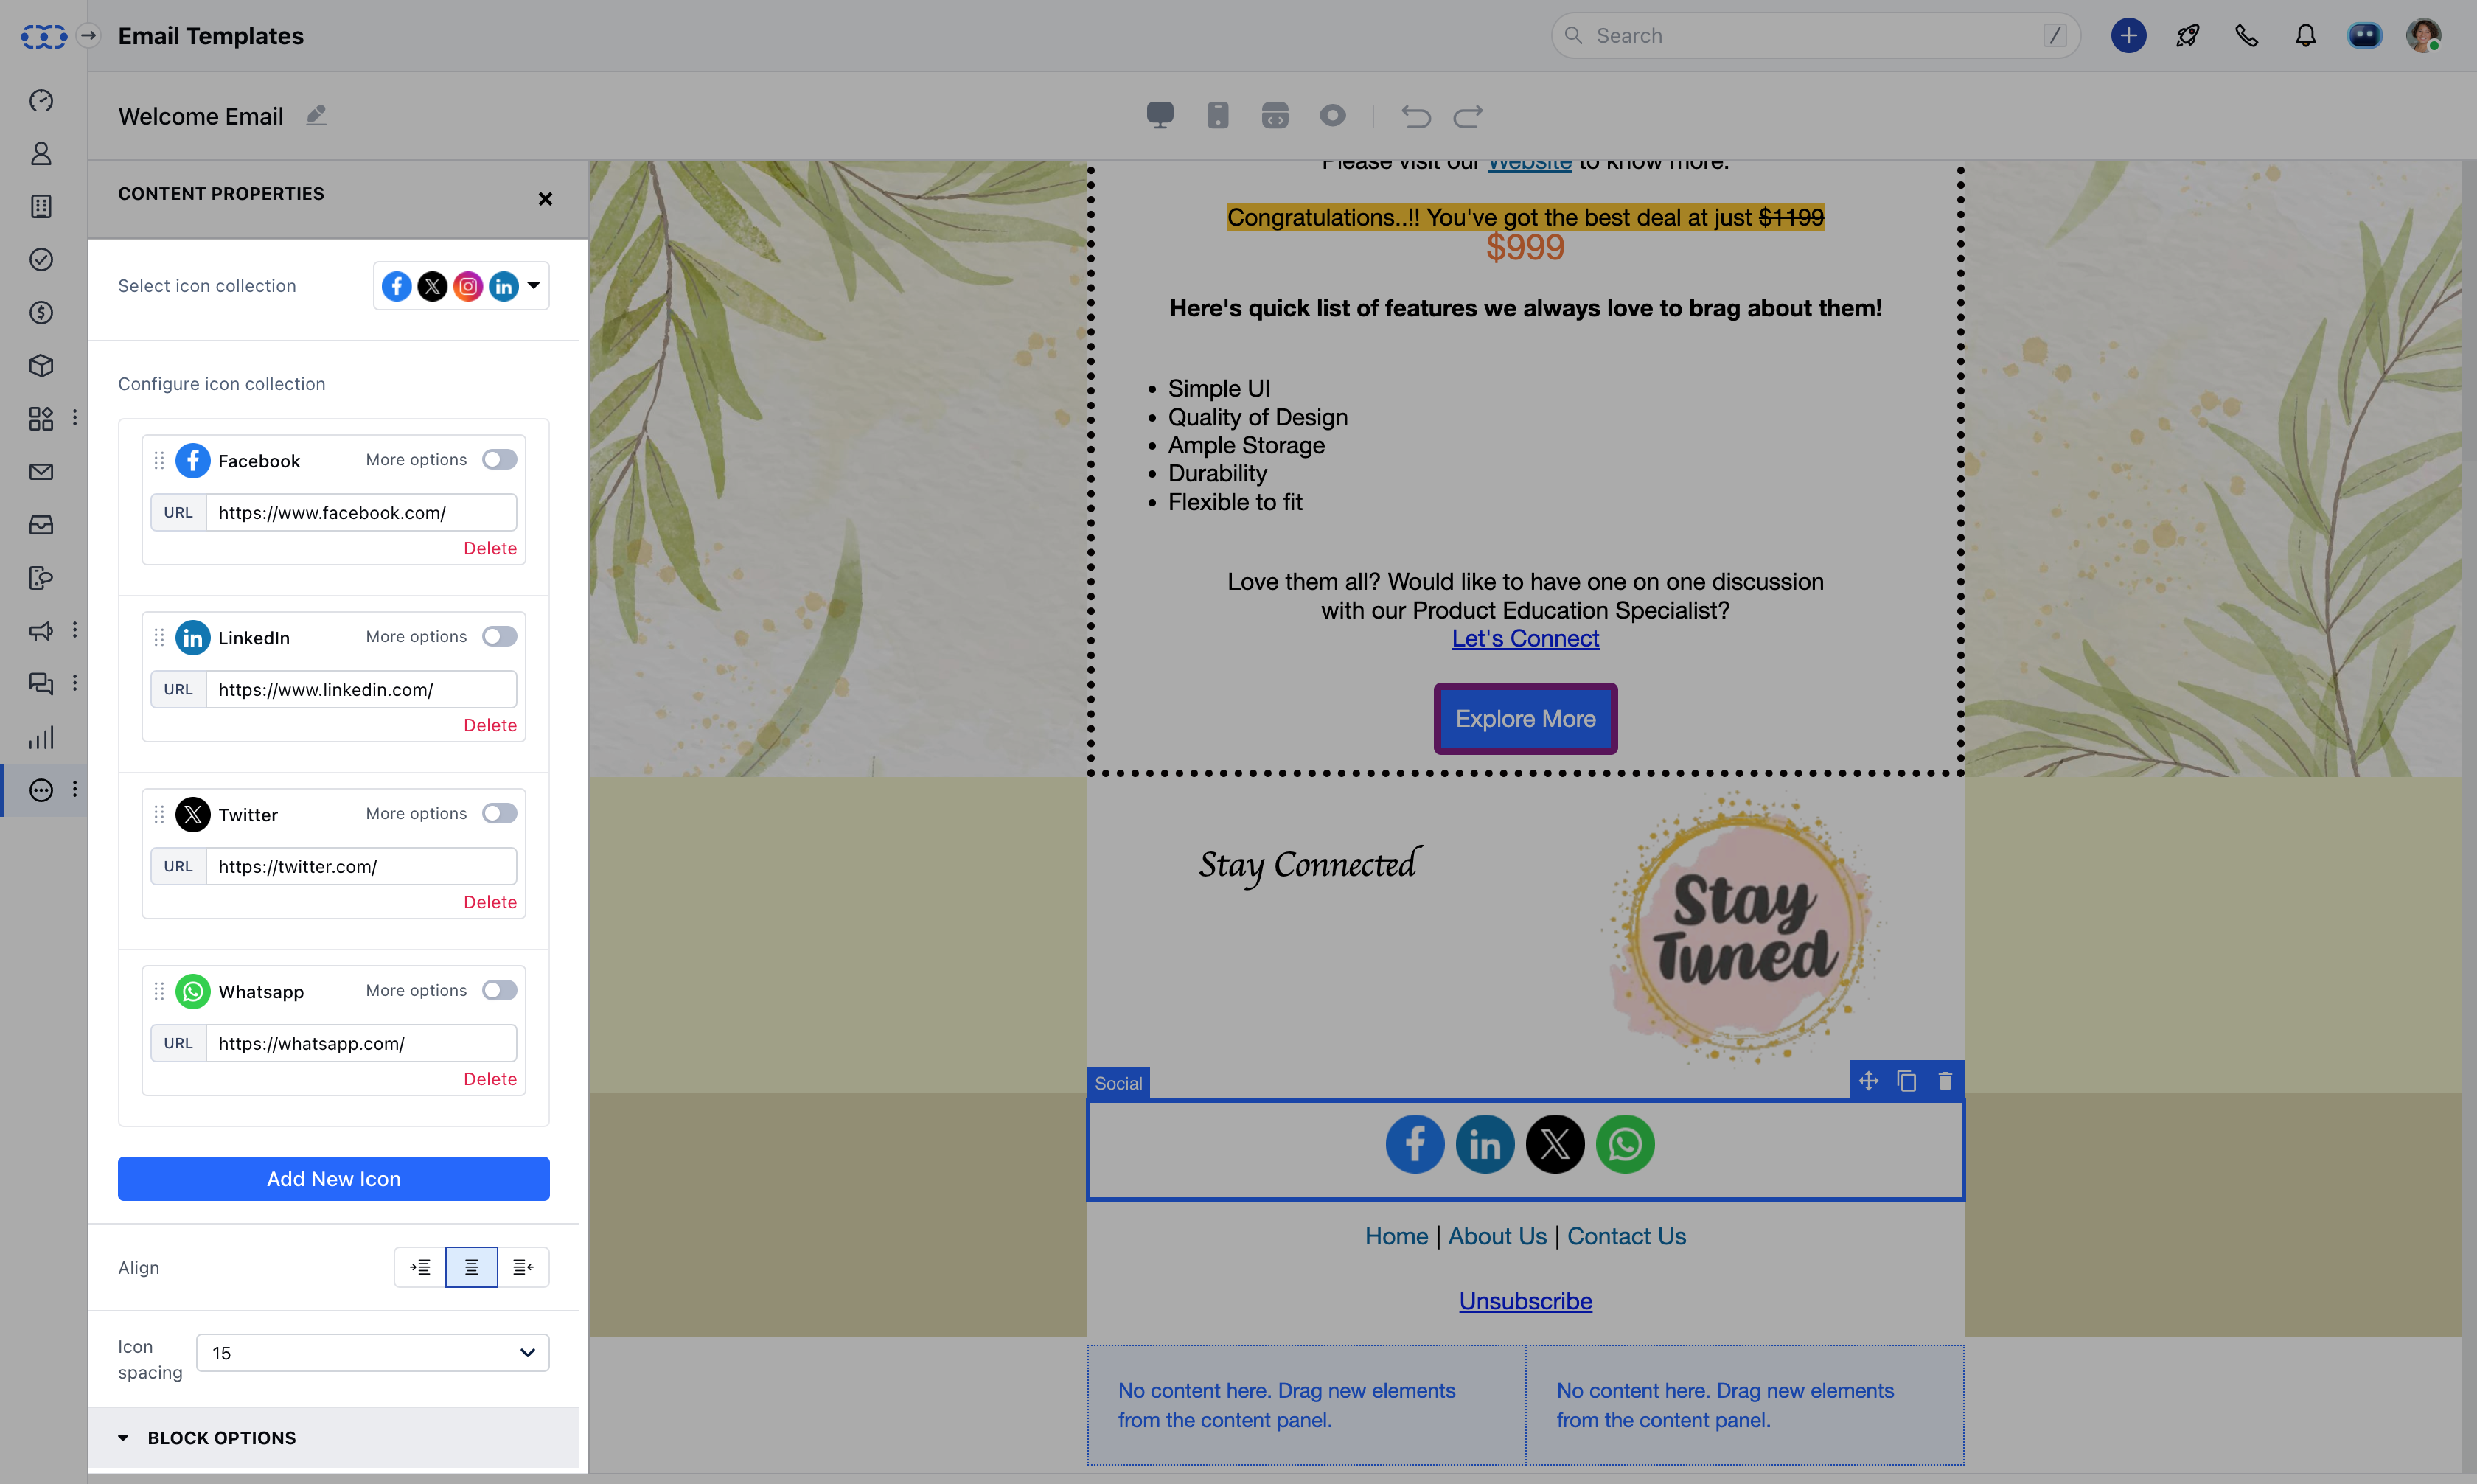 Email Templates
Search
/
Welcome Email
CONTENT PROPERTIES
Select icon collection
Configure icon collection
Facebook
More options
URL
https://www.facebook.com/
Delete
LinkedIn
More options
URL
https://www.linkedin.com/
Delete
Twitter
More options
URL
https://twitter.com/
Delete
Whatsapp
More options
URL
https://whatsapp.com/
Delete
Add New Icon
Align
Icon
spacing
15
BLOCK OPTIONS
Please visit our Website to know more.
Congratulations..!! You've got the best deal at just $1199
$999
Here's quick list of features we always love to brag about them!
Simple UI
Quality of Design
Ample Storage
Durability
Flexible to fit
Love them all? Would like to have one on one discussion
with our Product Education Specialist?
Let's Connect
Explore More
Stay Connected
Stay
Tuned
Social
Home | About Us | Contact Us
Unsubscribe
No content here. Drag new elements
from the content panel.
No content here. Drag new elements
from the content panel.